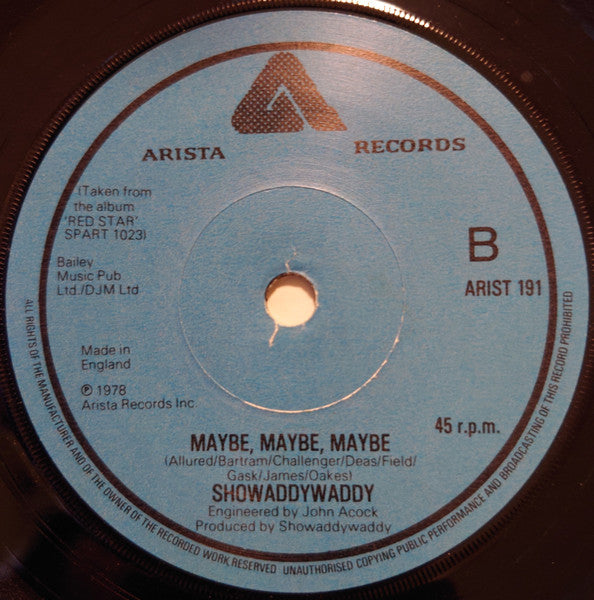 ARISTA RECORDS
(Taken from
the album
'RED STAR'
SPART 1023)
B
ARIST 191
Bailey
Music Pub
Ltd./DJM Ltd
Made in
England
℗ 1978
Arista Records Inc
45 r.p.m.
MAYBE, MAYBE, MAYBE
(Allured/Bartram/Challenger/Deas/Field/
Gask/James/Oakes)
SHOWADDYWADDY
Engineered by John Acock
Produced by Showaddywaddy
ALL RIGHTS OF THE MANUFACTURER AND OF THE OWNER OF THE RECORDED WORK RESERVED UNAUTHORISED COPYING PUBLIC PERFORMANCE AND BROADCASTING OF THIS RECORD PROHIBITED